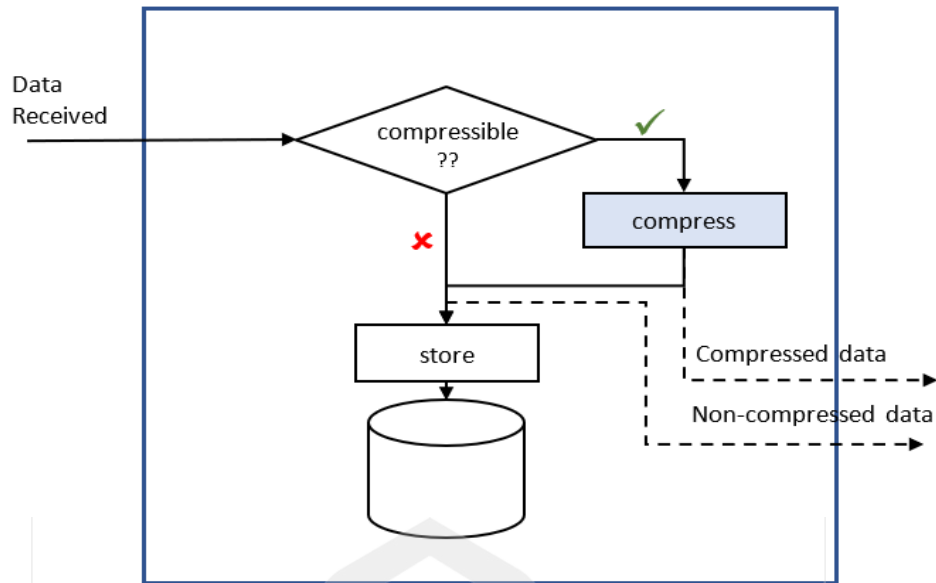 Data
Received
compressible
??
compress
store
Compressed data
Non-compressed data